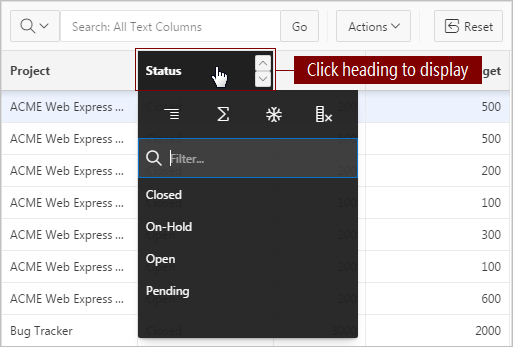 Search: All Text Columns Go Actions Reset
Project Status Click heading to display get
ACME Web Express ... 500
ACME Web Express ... 500
ACME Web Express ... 200
Filter...
ACME Web Express ... 100
Closed
ACME Web Express ... 300
On-Hold
ACME Web Express ... 100
Open
ACME Web Express ... 600
Pending
Bug Tracker Closed 3000 2000